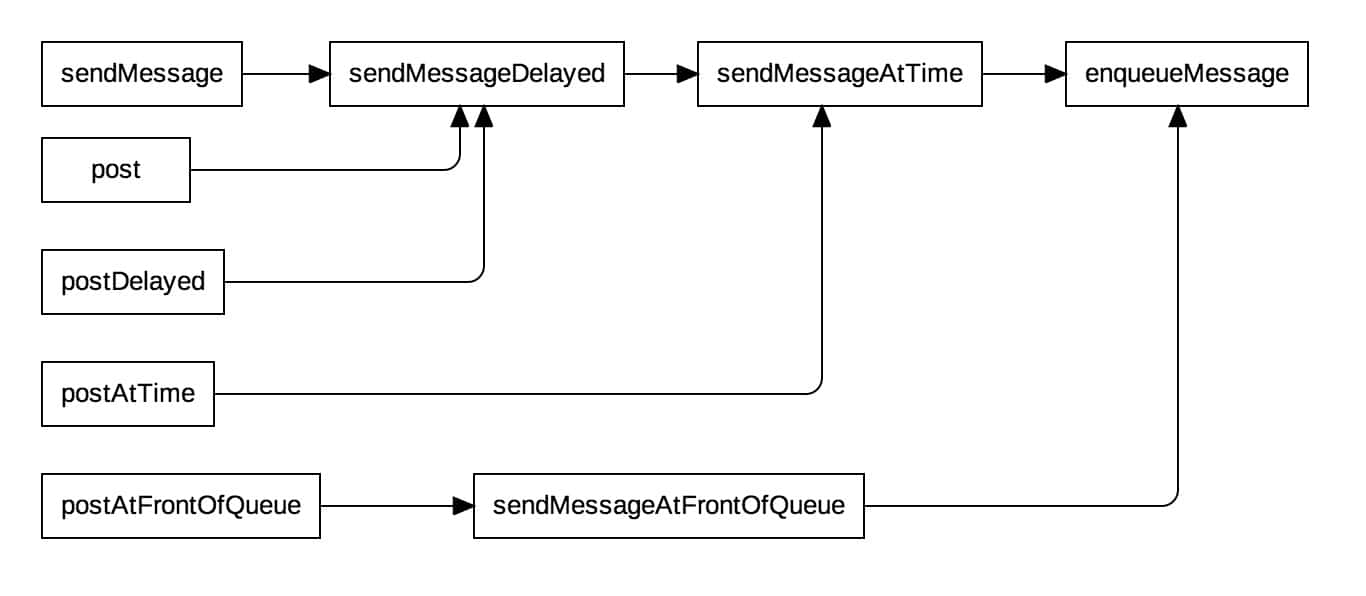 sendMessage
sendMessageDelayed
sendMessageAtTime
enqueueMessage
post
postDelayed
postAtTime
postAtFrontOfQueue
sendMessageAtFrontOfQueue